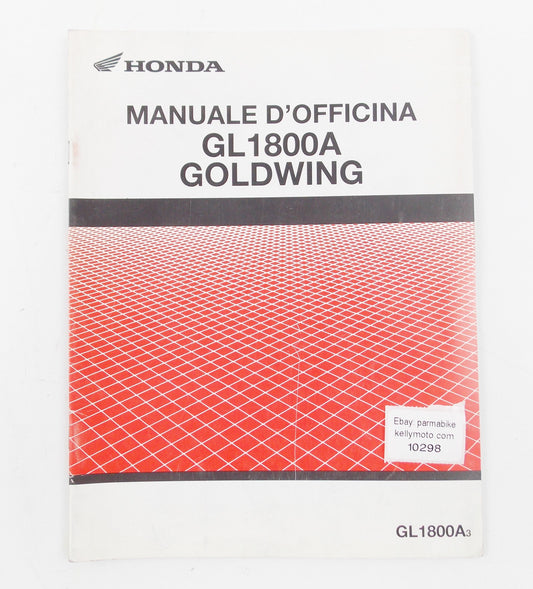 HONDA
MANUALE D'OFFICINA
GL1800A
GOLDWING
Ebay parmabike
kellymoto com
10298
GL1800A3